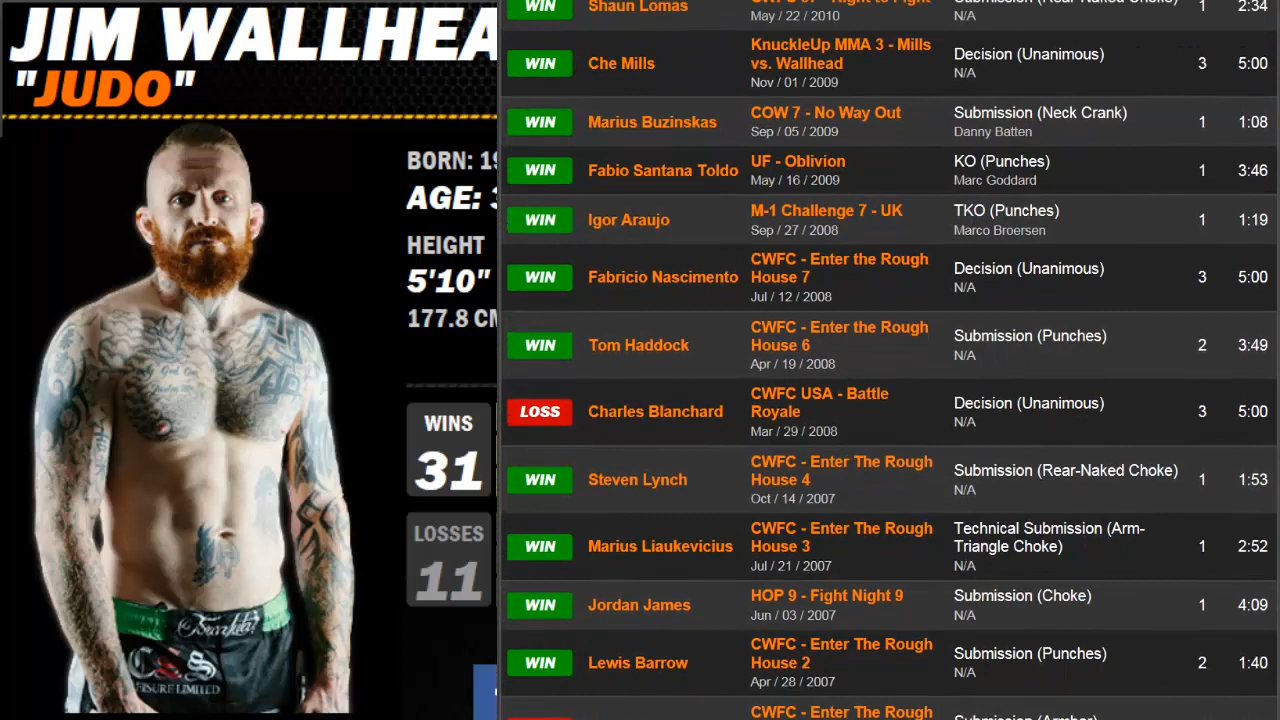 JIM WALLHEA
"JUDO"
BORN: 19
AGE: 3
HEIGHT
5'10"
177.8 CM
WINS
31
LOSSES
11
CSS
EISURE LIMITED
WIN Shaun Lomas Submission (Rear-Naked Choke) 1 2:34
May / 22 / 2010 N/A
KnuckleUp MMA 3 - Mills
WIN Che Mills vs. Wallhead Decision (Unanimous) 3 5:00
Nov / 01 / 2009 N/A
WIN Marius Buzinskas COW 7 - No Way Out Submission (Neck Crank) 1 1:08
Sep / 05 / 2009 Danny Batten
WIN Fabio Santana Toldo UF - Oblivion KO (Punches) 1 3:46
May / 16 / 2009 Marc Goddard
WIN Igor Araujo M-1 Challenge 7 - UK TKO (Punches) 1 1:19
Sep / 27 / 2008 Marco Broersen
CWFC - Enter the Rough
WIN Fabricio Nascimento House 7 Decision (Unanimous) 3 5:00
Jul / 12 / 2008 N/A
CWFC - Enter the Rough
WIN Tom Haddock House 6 Submission (Punches) 2 3:49
Apr / 19 / 2008 N/A
CWFC USA - Battle
LOSS Charles Blanchard Royale Decision (Unanimous) 3 5:00
Mar / 29 / 2008 N/A
CWFC - Enter The Rough
WIN Steven Lynch House 4 Submission (Rear-Naked Choke) 1 1:53
Oct / 14 / 2007 N/A
CWFC - Enter The Rough Technical Submission (Arm-
WIN Marius Liaukevicius House 3 Triangle Choke) 1 2:52
Jul / 21 / 2007 N/A
WIN Jordan James HOP 9 - Fight Night 9 Submission (Choke) 1 4:09
Jun / 03 / 2007 N/A
CWFC - Enter The Rough
WIN Lewis Barrow House 2 Submission (Punches) 2 1:40
Apr / 28 / 2007 N/A
CWFC - Enter The Rough